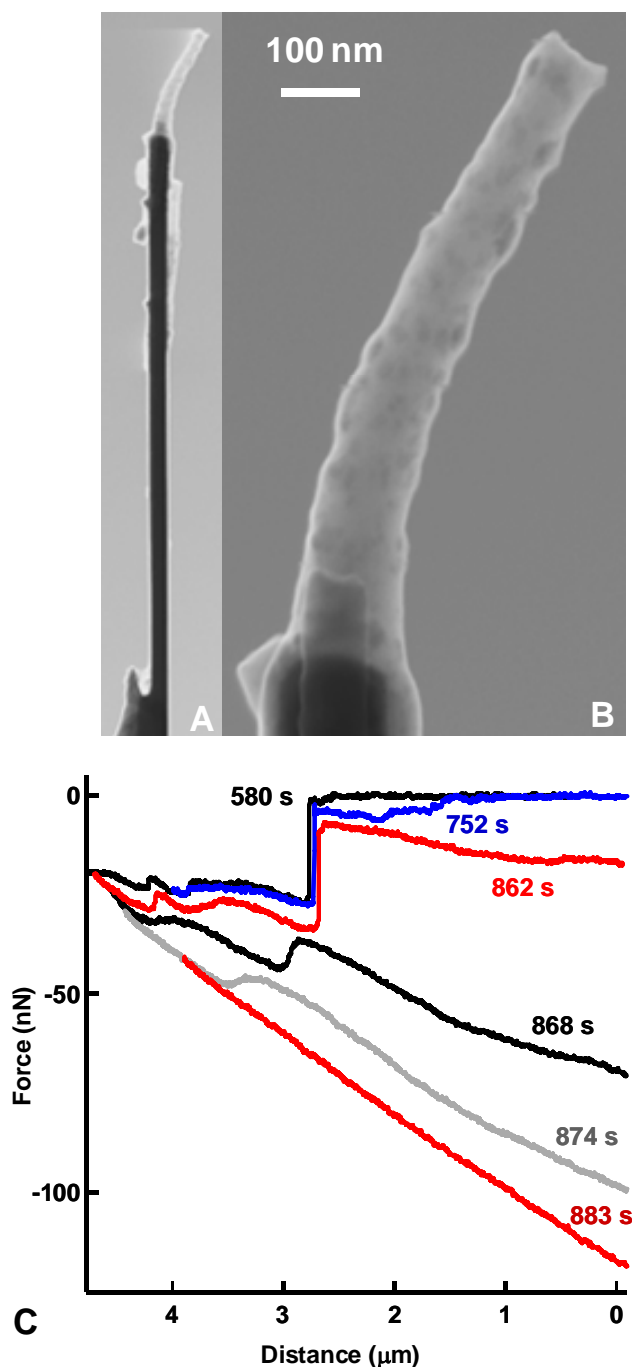 100 nm
A
B
0
580 s
752 s
862 s
-50
868 s
874 s
-100
883 s
Force (nN)
C
4 3 2 1 0
Distance (μm)